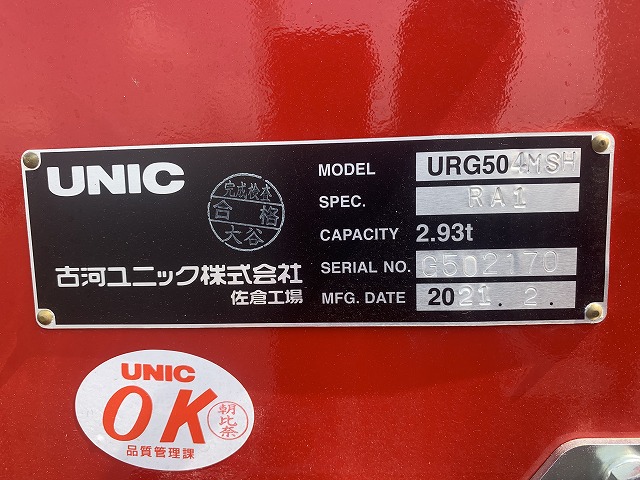 UNIC
完成検査
合格
大谷
古河ユニック株式会社
佐倉工場
MODEL URG504MSH
SPEC. RA1
CAPACITY 2.93t
SERIAL NO. G502170
MFG. DATE 2021. 2.
UNIC
OK
朝比奈
品質管理課